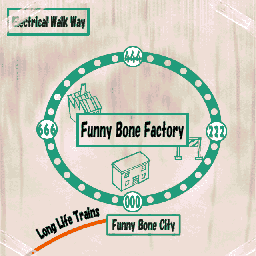 Electrical Walk Way
444
Funny Bone Factory
666
222
000
Funny Bone City
Long Life Trains